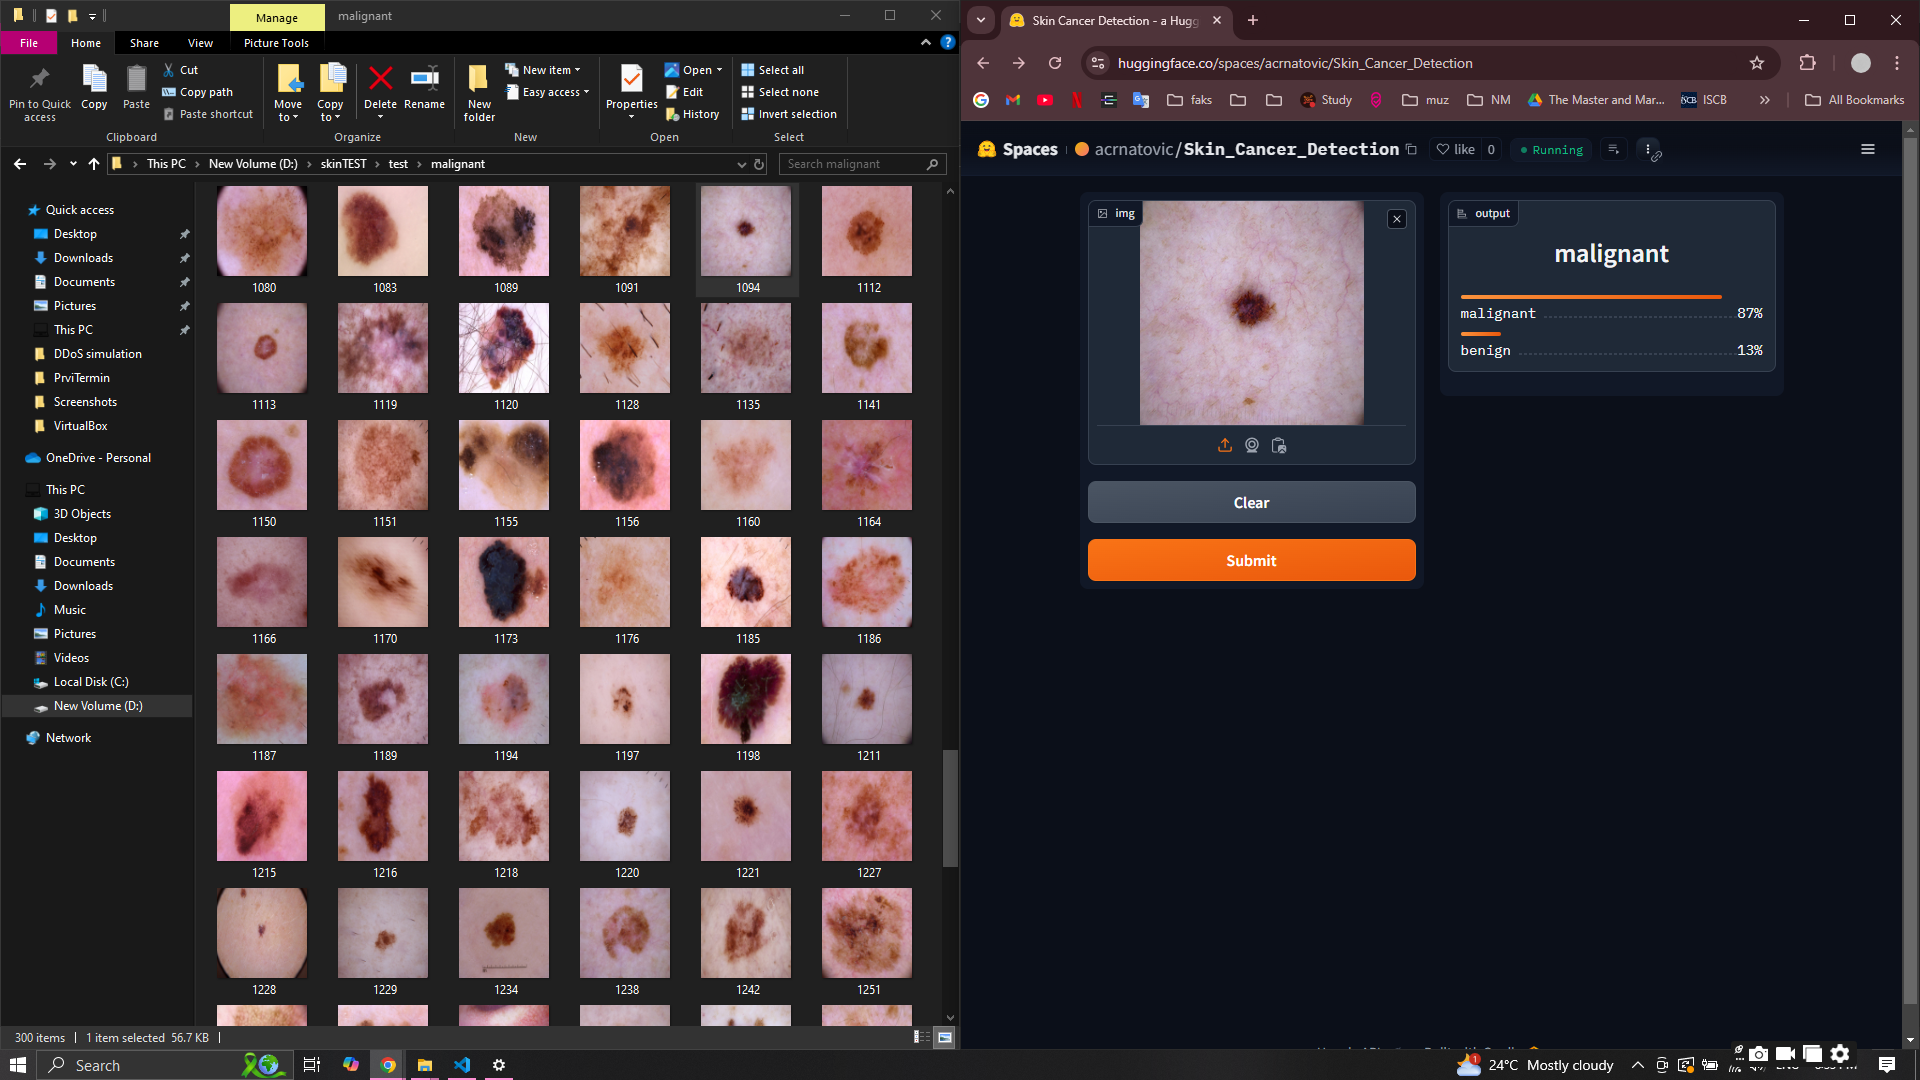 Manage
malignant
File
Home
Share
View
Picture Tools
Pin to Quick access
Copy
Paste
Cut
Copy path
Paste shortcut
Clipboard
Move to
Copy to
Delete
Rename
Organize
New folder
New item
Easy access
New
Properties
Open
Edit
History
Open
Select all
Select none
Invert selection
Select
This PC > New Volume (D:) > skinTEST > test > malignant
Search malignant
Quick access
Desktop
Downloads
Documents
Pictures
This PC
DDoS simulation
PrviTermin
Screenshots
VirtualBox
OneDrive - Personal
This PC
3D Objects
Desktop
Documents
Downloads
Music
Pictures
Videos
Local Disk (C:)
New Volume (D:)
Network
1080 1083 1089 1091 1094 1112
1113 1119 1120 1128 1135 1141
1150 1151 1155 1156 1160 1164
1166 1170 1173 1176 1185 1186
1187 1189 1194 1197 1198 1211
1215 1216 1218 1220 1221 1227
1228 1229 1234 1238 1242 1251
300 items
1 item selected 56.7 KB
Skin Cancer Detection - a Hugg
huggingface.co/spaces/acrnatovic/Skin_Cancer_Detection
faks
Study
muz
NM
The Master and Mar...
ISCB
All Bookmarks
Spaces
acrnatovic/Skin_Cancer_Detection
like 0
Running
img
Clear
Submit
output
malignant
malignant 87%
benign 13%
Search
24°C Mostly cloudy